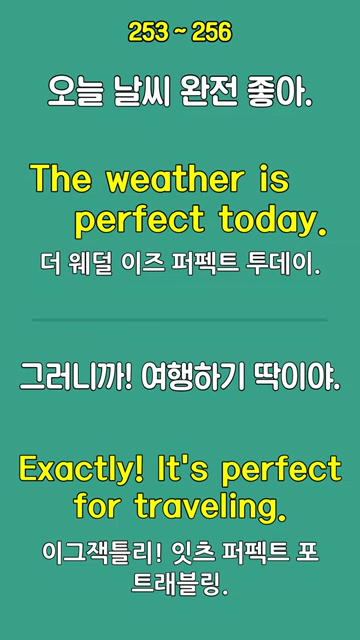 253 ~ 256
오늘 날씨 완전 좋아.
The weather is
perfect today.
더 웨덜 이즈 퍼펙트 투데이.
그러니까! 여행하기 딱이야.
Exactly! It's perfect
for traveling.
이그잭틀리! 잇츠 퍼펙트 포
트래블링.